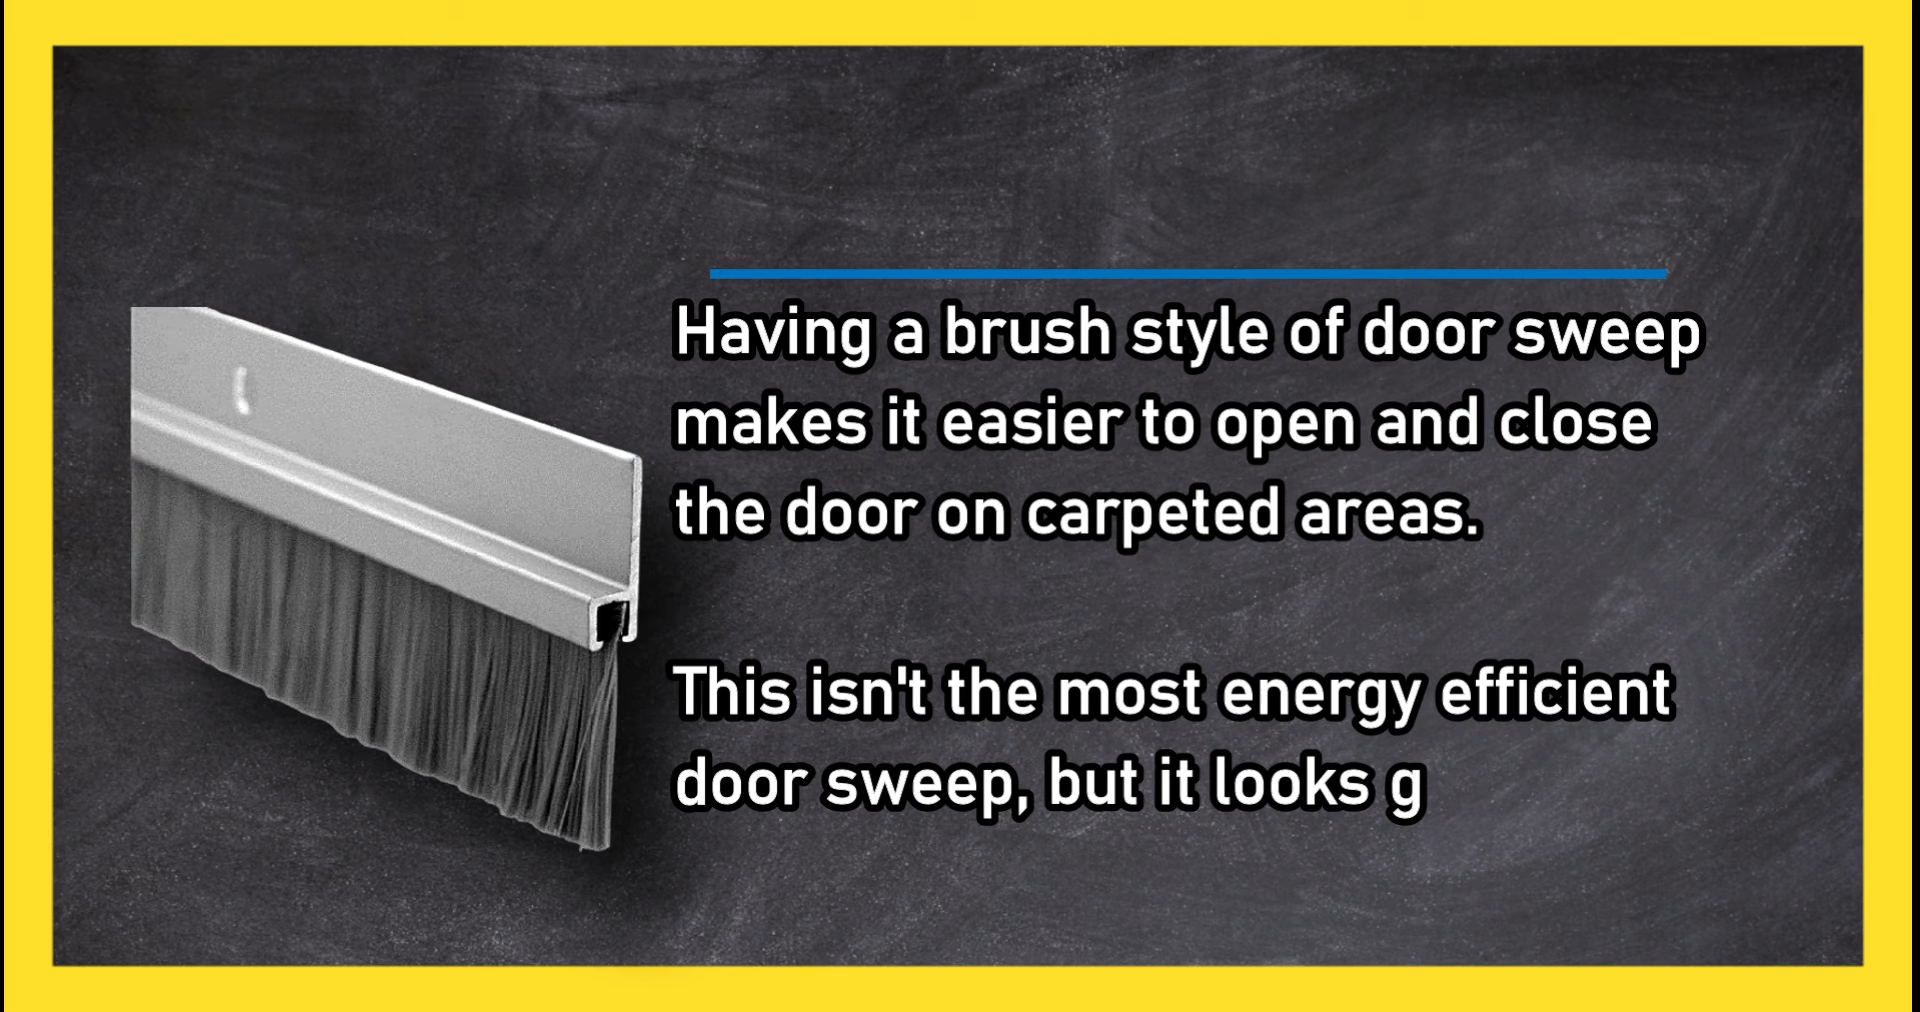 Having a brush style of door sweep
makes it easier to open and close
the door on carpeted areas.
This isn't the most energy efficient
door sweep, but it looks g